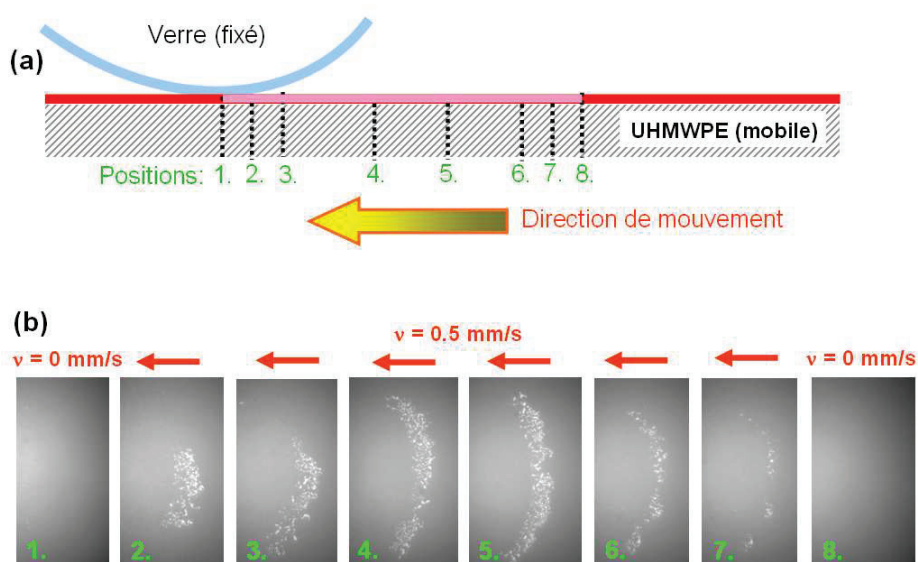 Verre (fixé)
(a)
UHMWPE (mobile)
Positions: 1. 2. 3. 4. 5. 6. 7. 8.
Direction de mouvement
(b)
ν = 0 mm/s ν = 0.5 mm/s ν = 0 mm/s
1. 2. 3. 4. 5. 6. 7. 8.